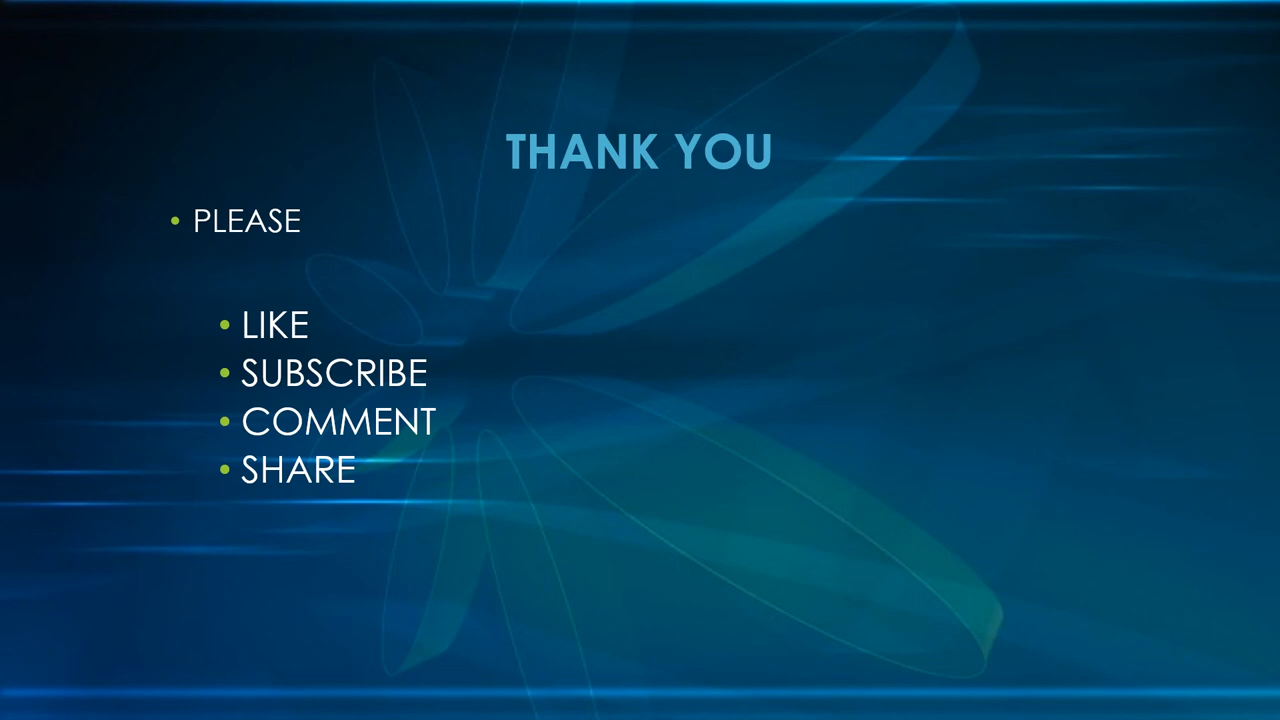 THANK YOU
• PLEASE
• LIKE
• SUBSCRIBE
• COMMENT
• SHARE